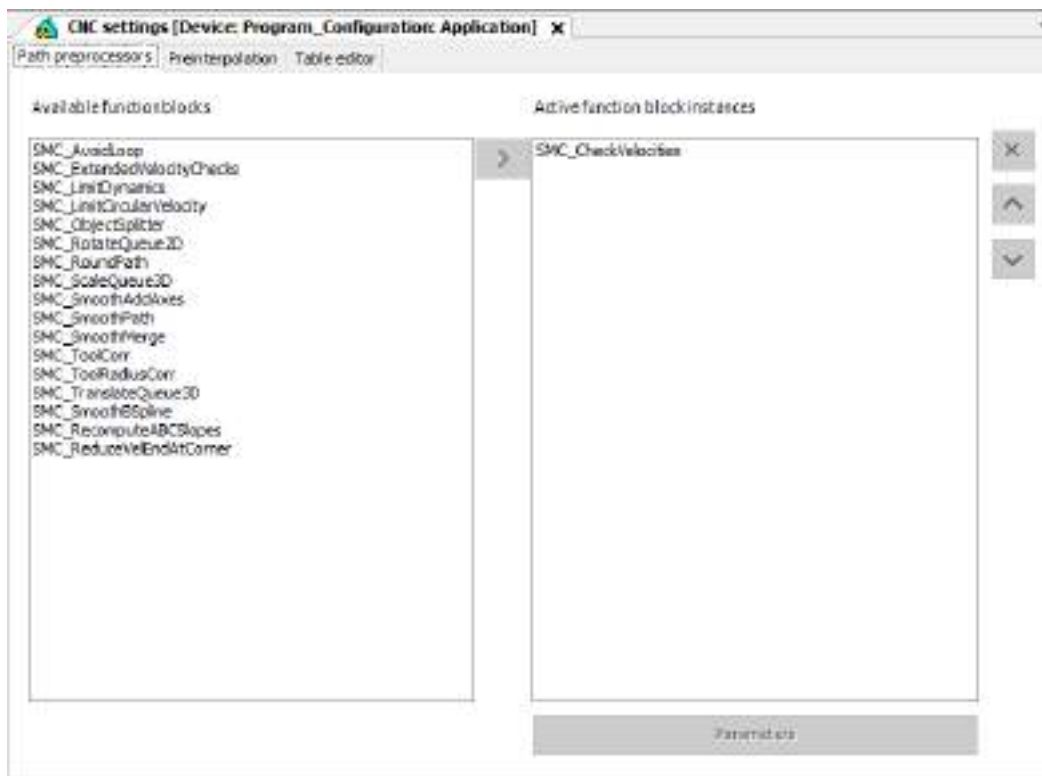 CNC settings [Device: Program_Configuration: Application]
Path preprocessors Preinterpolation Table editor
Available function blocks
Active function block instances
SMC_AvoidLoop
SMC_ExtendedVelocityChecks
SMC_LimitDynamics
SMC_LimitCircularVelocity
SMC_ObjectSplitter
SMC_RotateQueue2D
SMC_RoundPath
SMC_ScaleQueue3D
SMC_SmoothAddAxes
SMC_SmoothPath
SMC_SmoothMerge
SMC_ToolCorr
SMC_ToolRadiusCorr
SMC_TranslateQueue3D
SMC_SmoothBSpline
SMC_RecomputeABCSlopes
SMC_ReduceVelEndAtCorner
SMC_CheckVelocities
Parameters